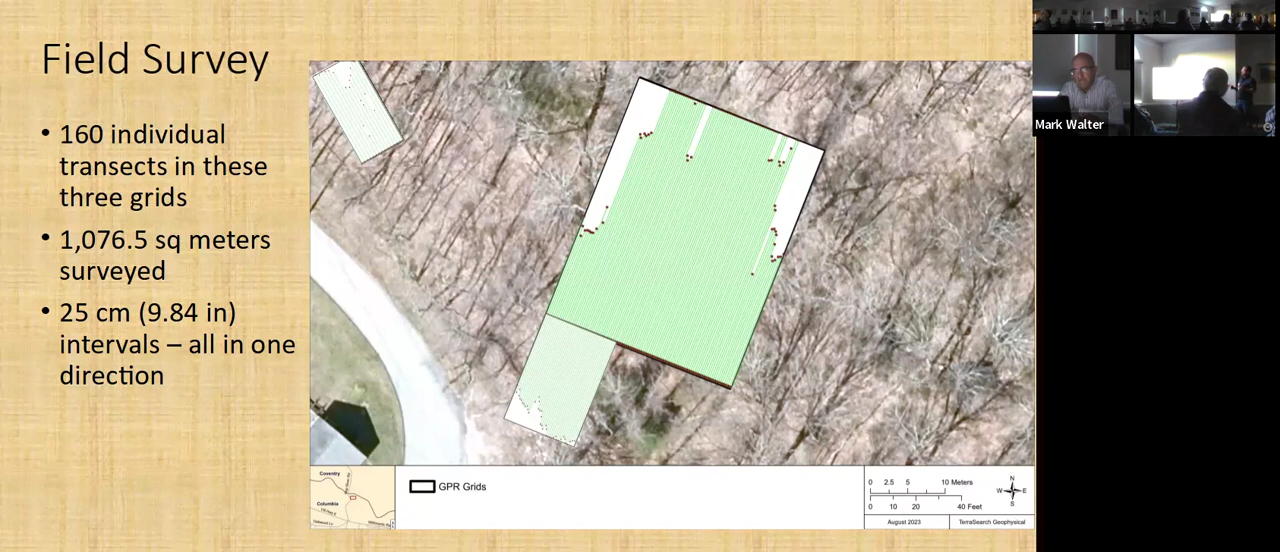 Field Survey
• 160 individual
transects in these
three grids
• 1,076.5 sq meters
surveyed
• 25 cm (9.84 in)
intervals – all in one
direction
Mark Walter
Coventry
Columbia
GPR Grids
0 2.5 5 10 Meters
0 10 20 40 Feet
N
W E
S
August 2023
TerraSearch Geophysical